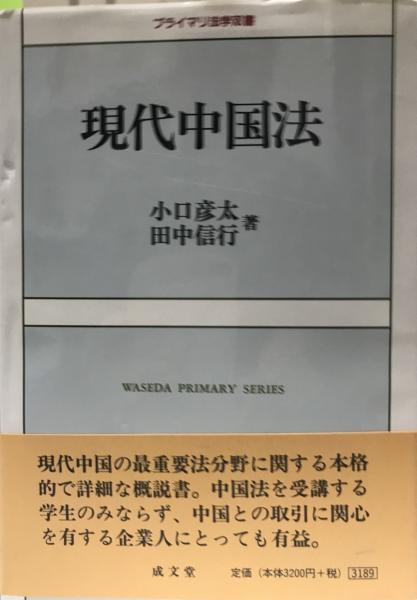 プライマリ法学双書
現代中国法
小口彦太
田中信行
著
WASEDA PRIMARY SERIES
現代中国の最重要法分野に関する本格
的で詳細な概説書。中国法を受講する
学生のみならず、中国との取引に関心
を有する企業人にとっても有益。
成文堂 定価（本体3200円＋税） 3189